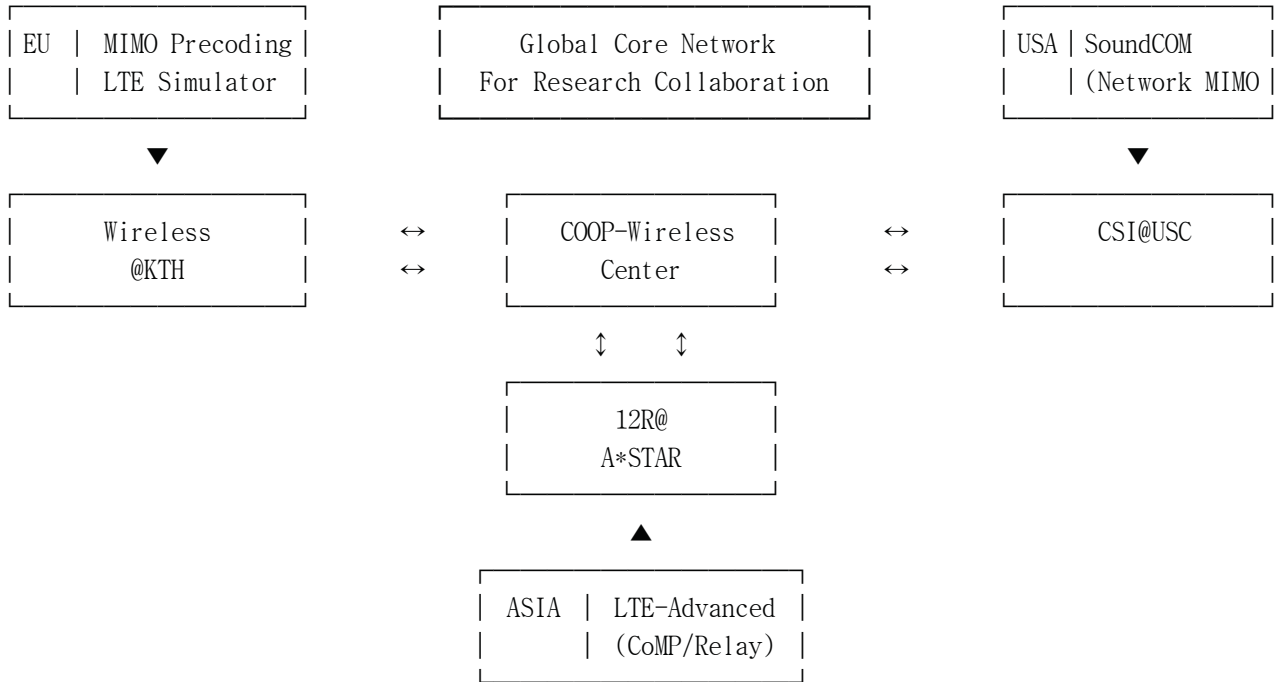 EU MIMO Precoding
LTE Simulator
Global Core Network
For Research Collaboration
USA SoundCOM
(Network MIMO
Wireless
@KTH
COOP-Wireless
Center
CSI@USC
12R@
A*STAR
ASIA LTE-Advanced
(CoMP/Relay)